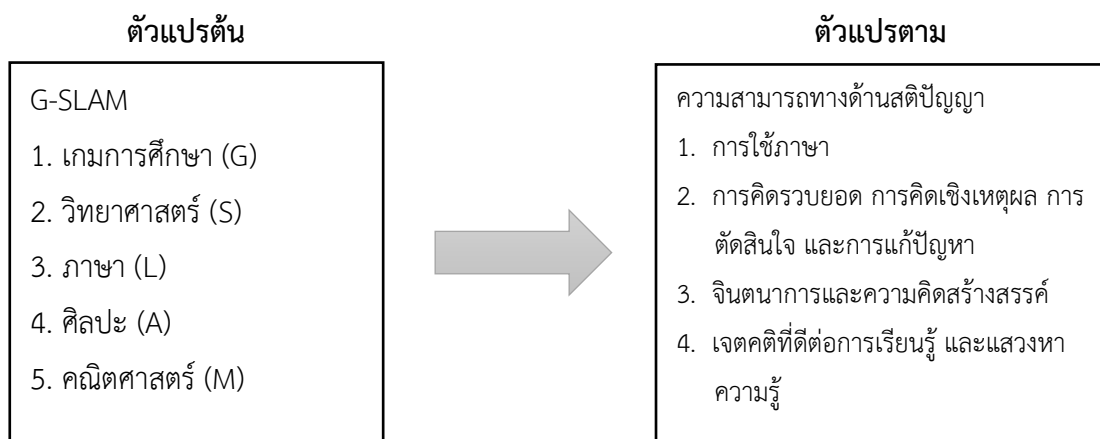 ตัวแปรต้น
G-SLAM
1. เกมการศึกษา (G)
2. วิทยาศาสตร์ (S)
3. ภาษา (L)
4. ศิลปะ (A)
5. คณิตศาสตร์ (M)
ตัวแปรตาม
ความสามารถทางด้านสติปัญญา
1. การใช้ภาษา
2. การคิดรวบยอด การคิดเชิงเหตุผล การ
ตัดสินใจ และการแก้ปัญหา
3. จินตนาการและความคิดสร้างสรรค์
4. เจตคติที่ดีต่อการเรียนรู้ และแสวงหา
ความรู้